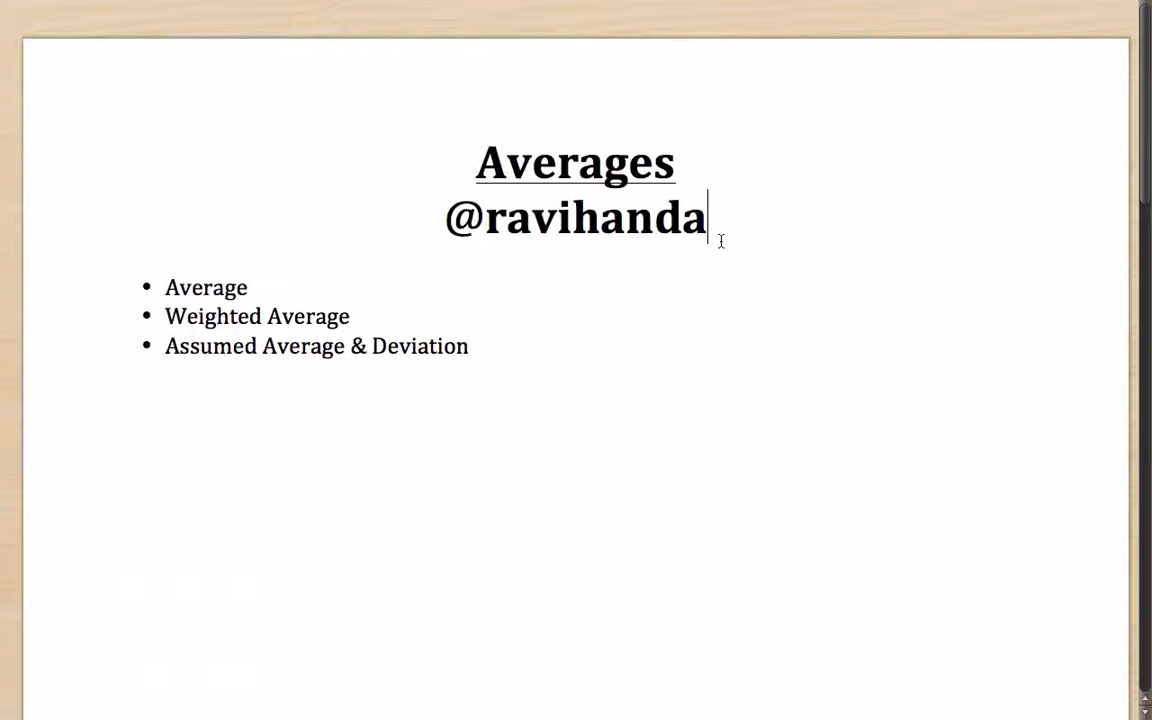 Averages
@ravihanda
• Average
• Weighted Average
• Assumed Average & Deviation